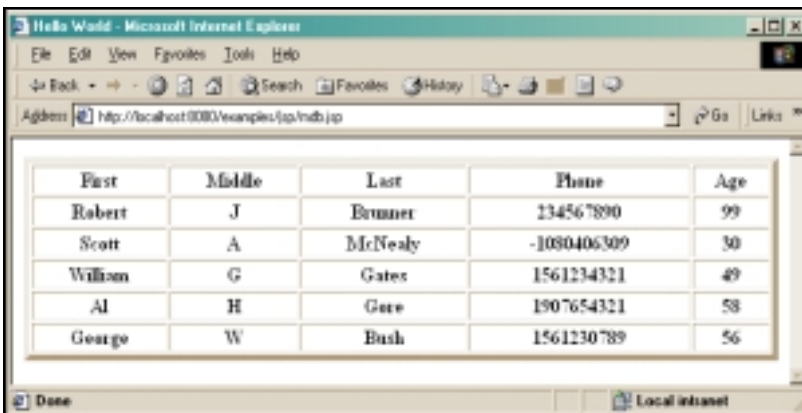 Hello World - Microsoft Internet Explorer
File Edit View Favorites Tools Help
Back Search Favorites History
Address http://localhost:8080/examples/jsp/mdb.jsp Go Links »
First Middle Last Phone Age
Robert J Brunner 234567890 99
Scott A McNealy -1080406309 30
William G Gates 1561234321 49
Al H Gore 1907654321 58
George W Bush 1561230789 56
Done Local intranet